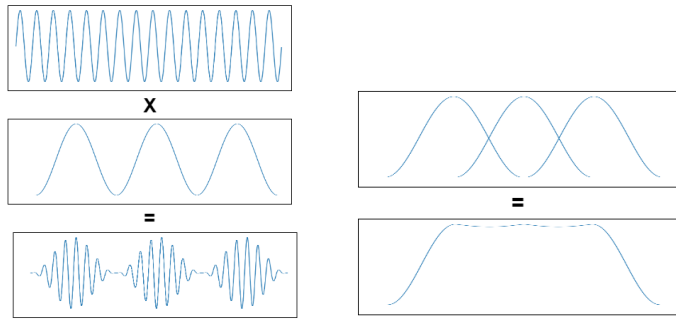 X
=
=